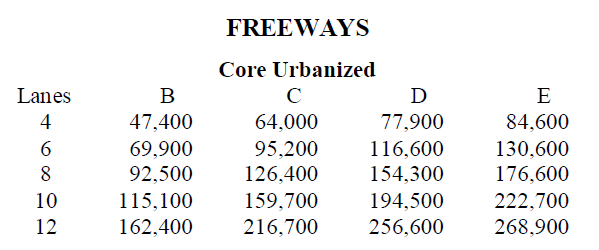 FREEWAYS
Core Urbanized
Lanes B C D E
4 47,400 64,000 77,900 84,600
6 69,900 95,200 116,600 130,600
8 92,500 126,400 154,300 176,600
10 115,100 159,700 194,500 222,700
12 162,400 216,700 256,600 268,900